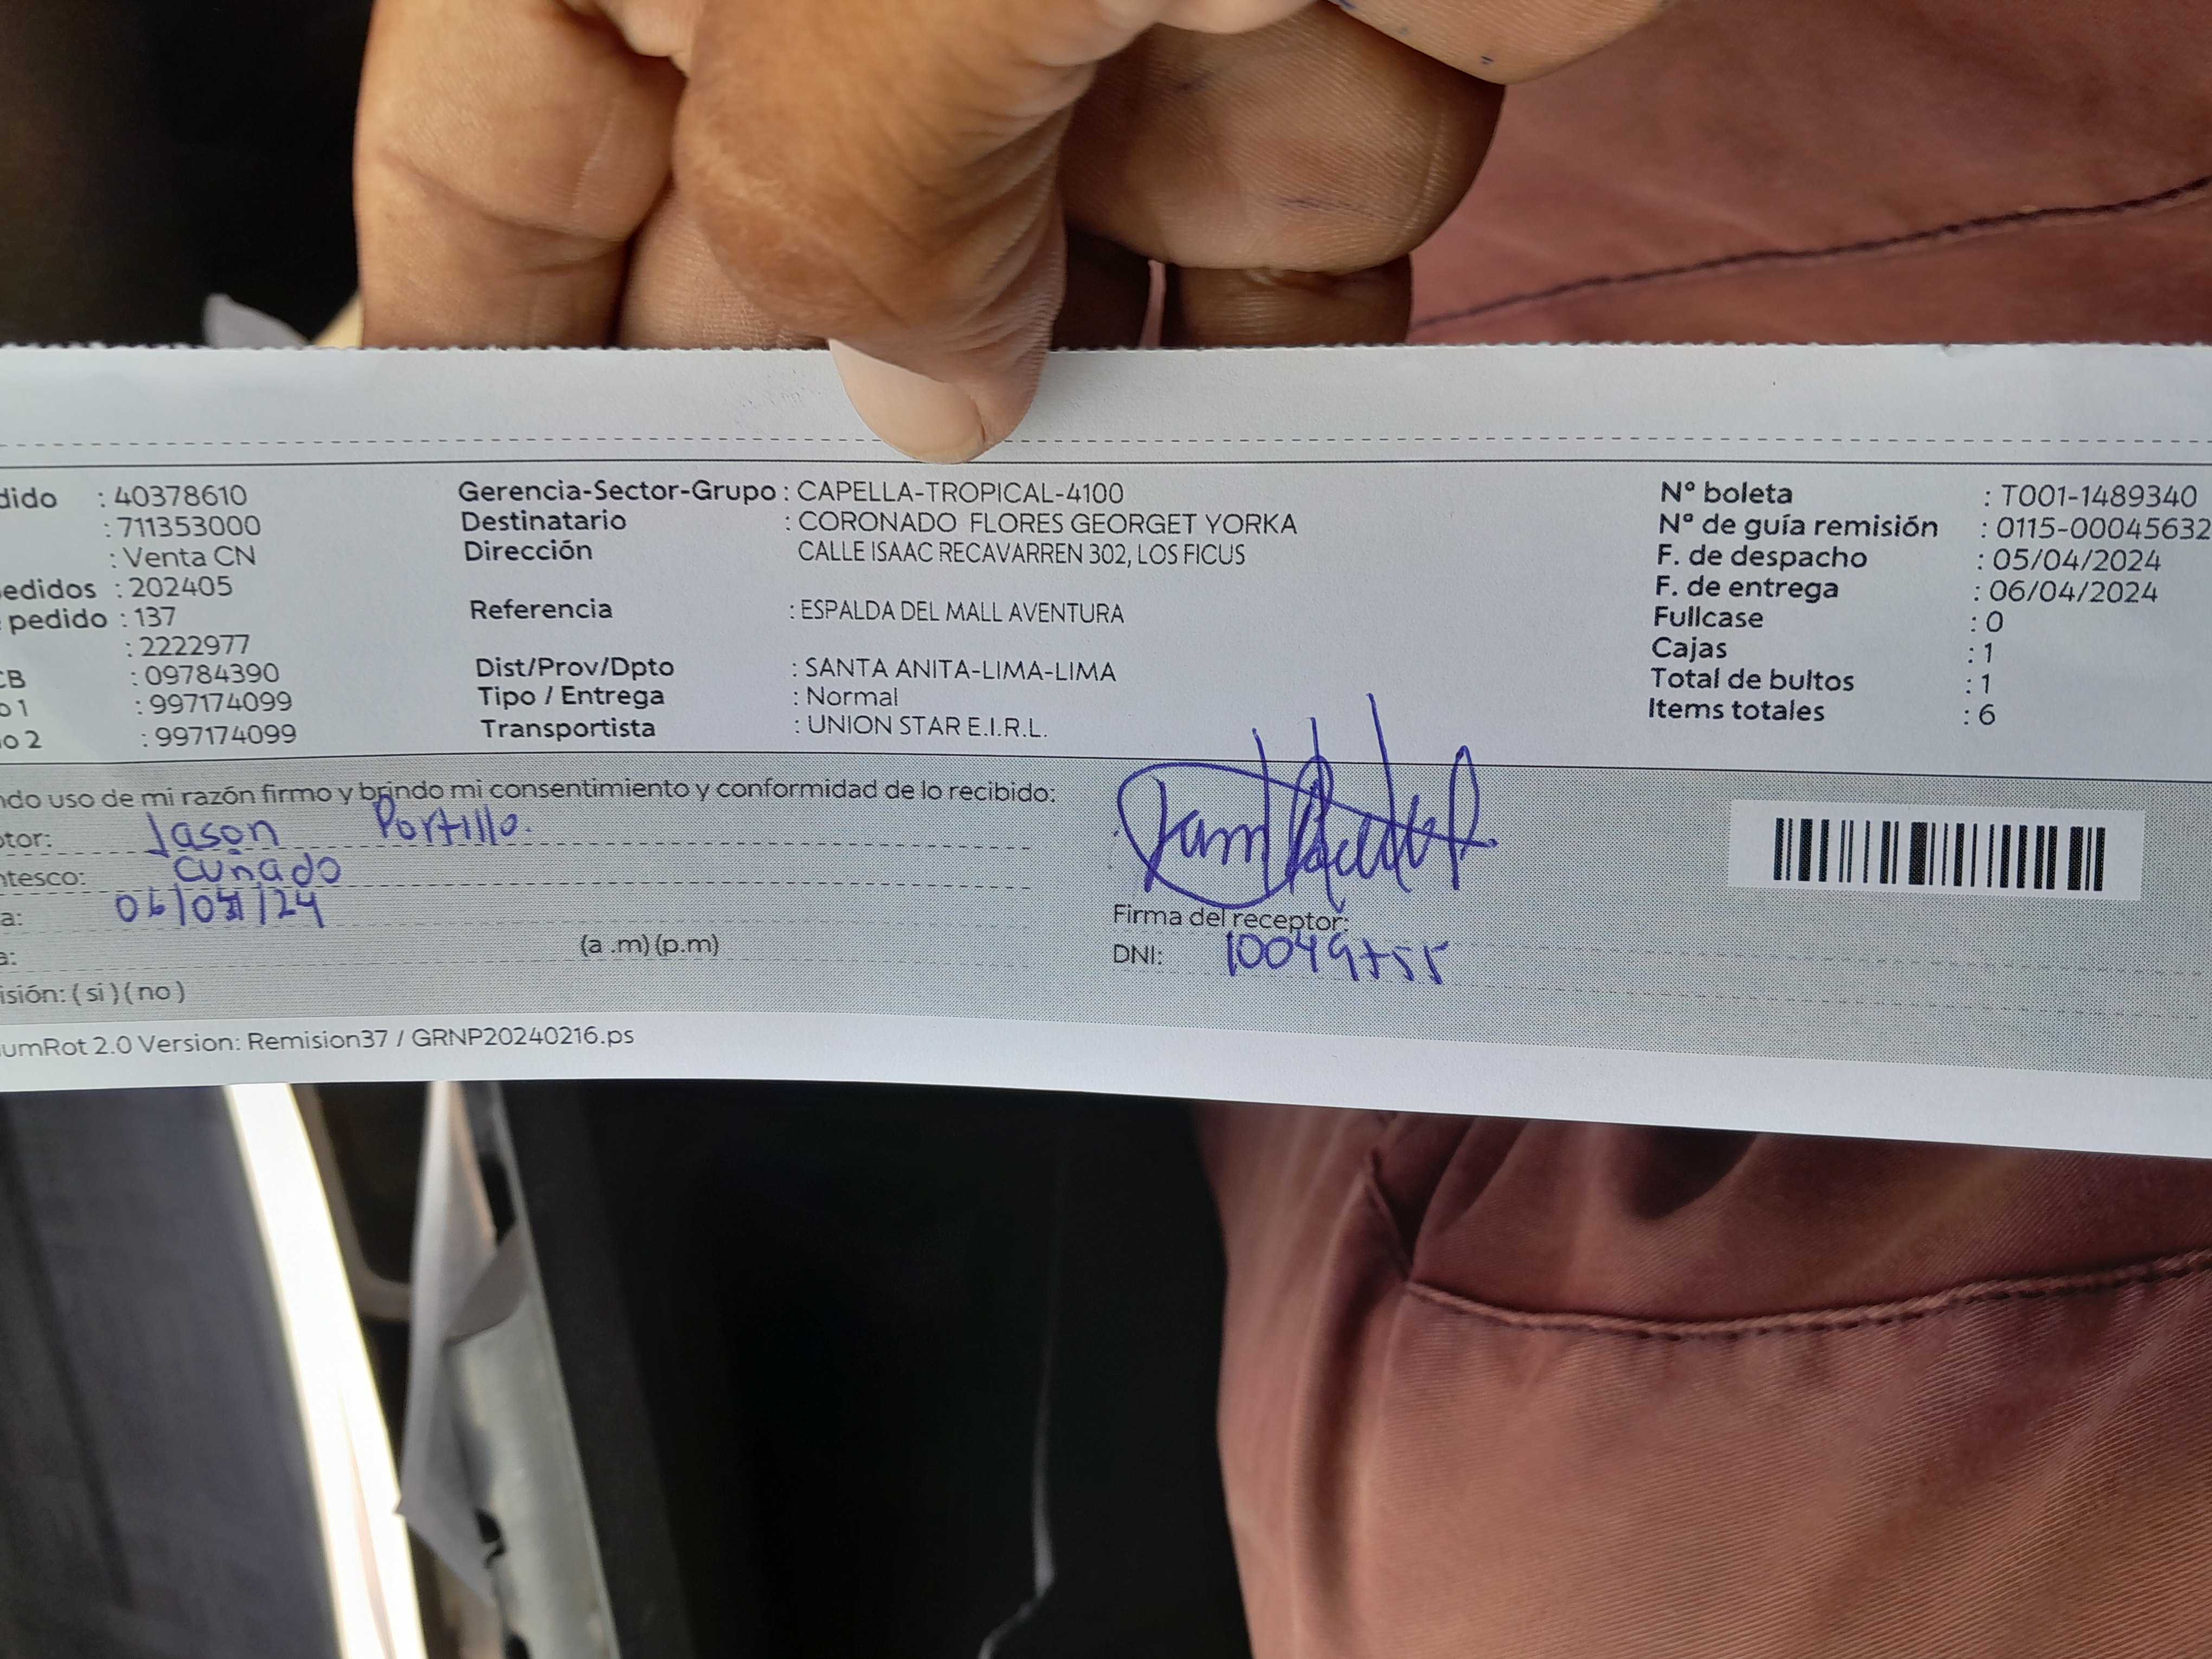 dido : 40378610 Gerencia-Sector-Grupo : CAPELLA-TROPICAL-4100 Nº boleta : T001-1489340
: 711353000 Destinatario : CORONADO FLORES GEORGET YORKA Nº de guía remisión : 0115-00045632
: Venta CN Dirección CALLE ISAAC RECAVARREN 302, LOS FICUS F. de despacho : 05/04/2024
edidos : 202405 F. de entrega : 06/04/2024
pedido : 137 Referencia : ESPALDA DEL MALL AVENTURA Fullcase : 0
: 2222977 Cajas : 1
CB : 09784390 Dist/Prov/Dpto : SANTA ANITA-LIMA-LIMA Total de bultos : 1
o 1 : 997174099 Tipo / Entrega : Normal Items totales : 6
o 2 : 997174099 Transportista : UNION STAR E.I.R.L.
ndo uso de mi razón firmo y brindo mi consentimiento y conformidad de lo recibido:
tor: Jason Portillo.
ntesco: cuñado
a: 06/04/24 Firma del receptor:
a: (a .m) (p.m) DNI: 10049755
isión: ( si ) ( no )
umRot 2.0 Version: Remision37 / GRNP20240216.ps